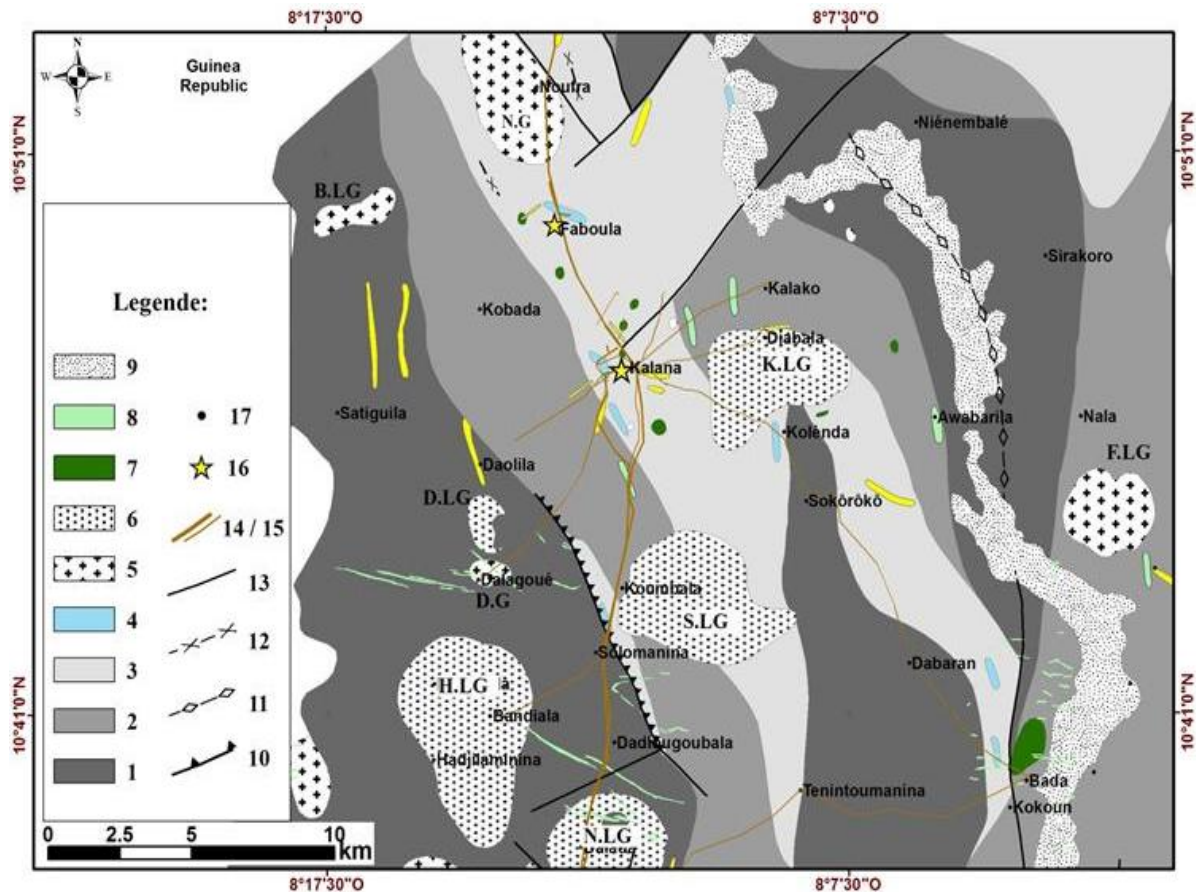 8°17'30"O
8°7'30"O
N
W
E
S
Guinea
Republic
10°51'0"N
10°51'0"N
Noufra
N.G
Niénembalé
B.LG
Faboula
Sirakoro
Kobada
Kalako
Legende:
Diabala
Kalana
K.LG
9
8
17
Satiguila
Awabarila
Nala
Kolenda
7
16
Daolila
F.LG
D.LG
Sokôrôkô
6
14 / 15
5
13
Dalagoué
D.G
Koumbala
S.LG
4
12
Solomanina
Dabaran
3
11
H.LG
10°41'0"N
10°41'0"N
Bandiala
2
10
Hadjilaminina
1
Bada
Tenintoumanina
Kokoun
0
2.5
5
10
km
N.LG
8°17'30"O
8°7'30"O